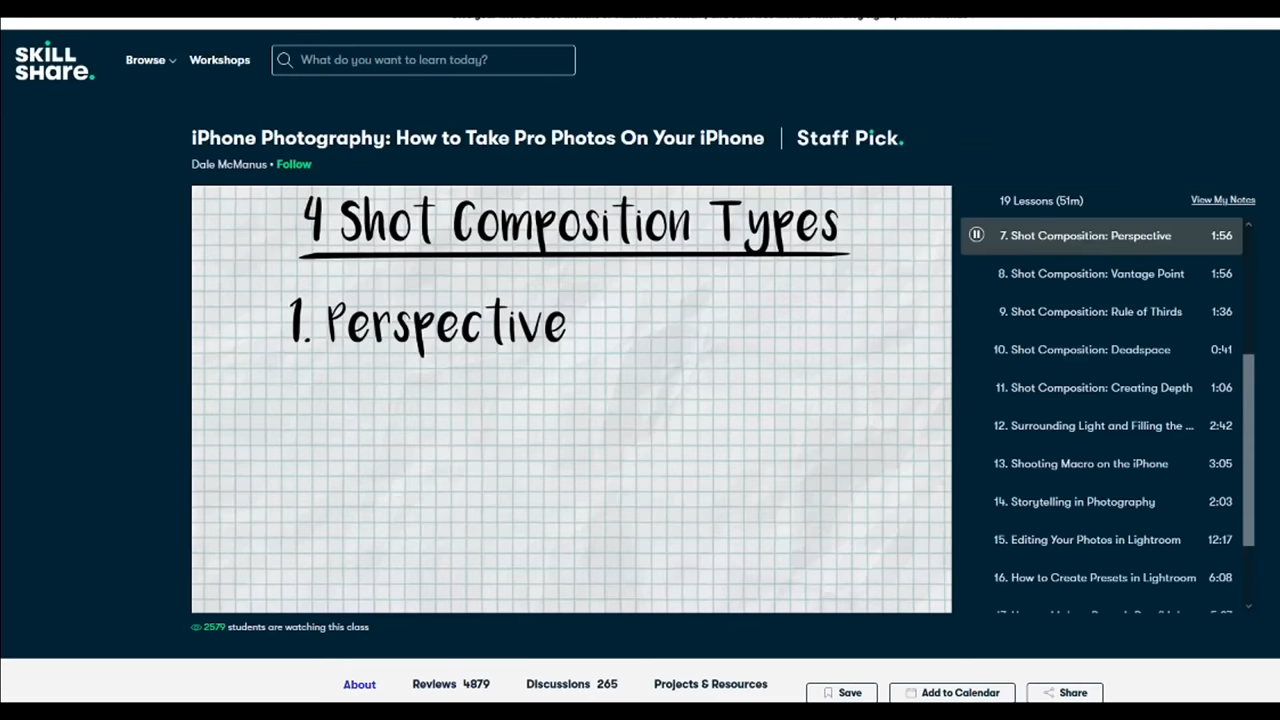 SKILL
SHare.
Browse
Workshops
What do you want to learn today?
iPhone Photography: How to Take Pro Photos On Your iPhone
Staff Pick.
Dale McManus • Follow
4 Shot Composition Types
1. Perspective
19 Lessons (51m)
View My Notes
7. Shot Composition: Perspective 1:56
8. Shot Composition: Vantage Point 1:56
9. Shot Composition: Rule of Thirds 1:36
10. Shot Composition: Deadspace 0:41
11. Shot Composition: Creating Depth 1:06
12. Surrounding Light and Filling the ... 2:42
13. Shooting Macro on the iPhone 3:05
14. Storytelling in Photography 2:03
15. Editing Your Photos in Lightroom 12:17
16. How to Create Presets in Lightroom 6:08
2579 students are watching this class
About
Reviews 4879
Discussions 265
Projects & Resources
Save
Add to Calendar
Share